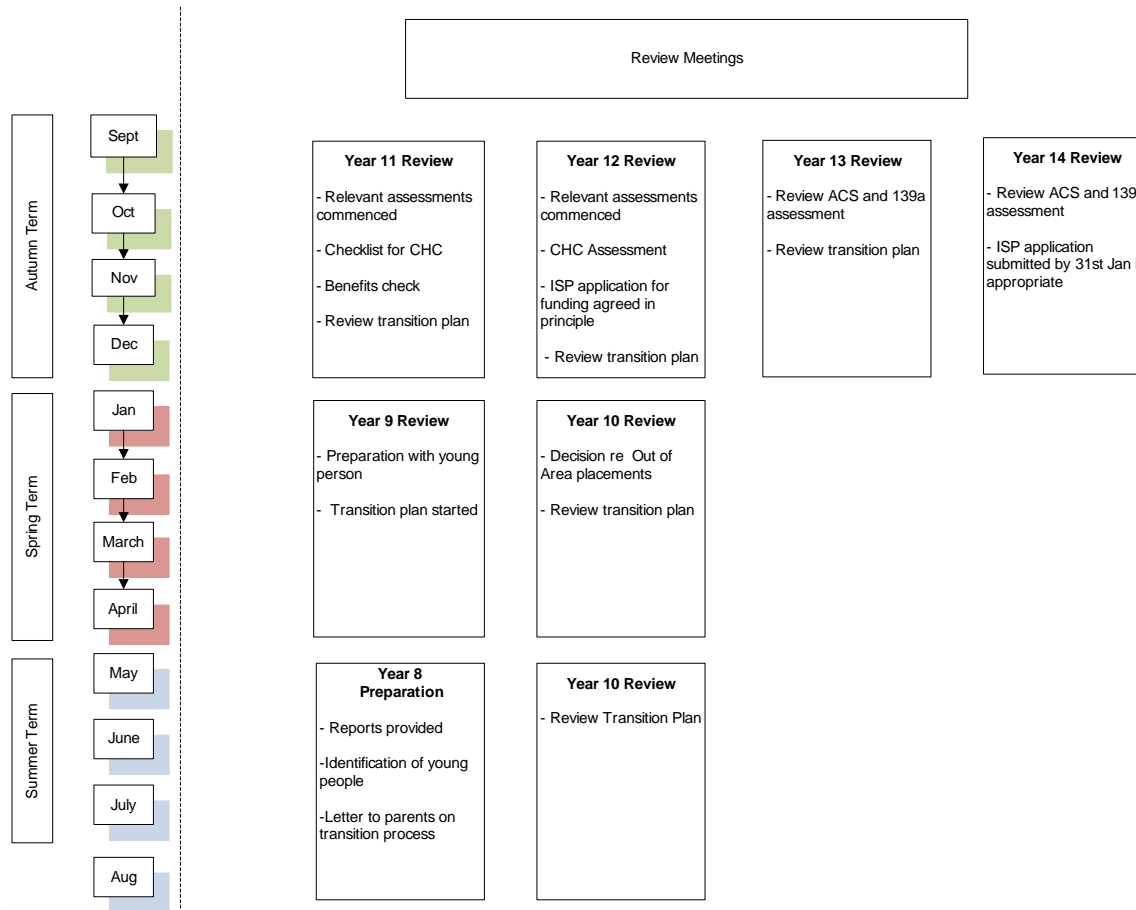 Review Meetings
Autumn Term
Sept
Oct
Nov
Dec
Year 11 Review
- Relevant assessments
commenced
- Checklist for CHC
- Benefits check
- Review transition plan
Year 12 Review
- Relevant assessments
commenced
- CHC Assessment
- ISP application for
funding agreed in
principle
- Review transition plan
Year 13 Review
- Review ACS and 139a
assessment
- Review transition plan
Year 14 Review
- Review ACS and 139
assessment
- ISP application
submitted by 31st Jan
appropriate
Spring Term
Jan
Feb
March
April
Year 9 Review
- Preparation with young
person
- Transition plan started
Year 10 Review
- Decision re Out of
Area placements
- Review transition plan
Summer Term
May
June
July
Aug
Year 8
Preparation
- Reports provided
-Identification of young
people
-Letter to parents on
transition process
Year 10 Review
- Review Transition Plan